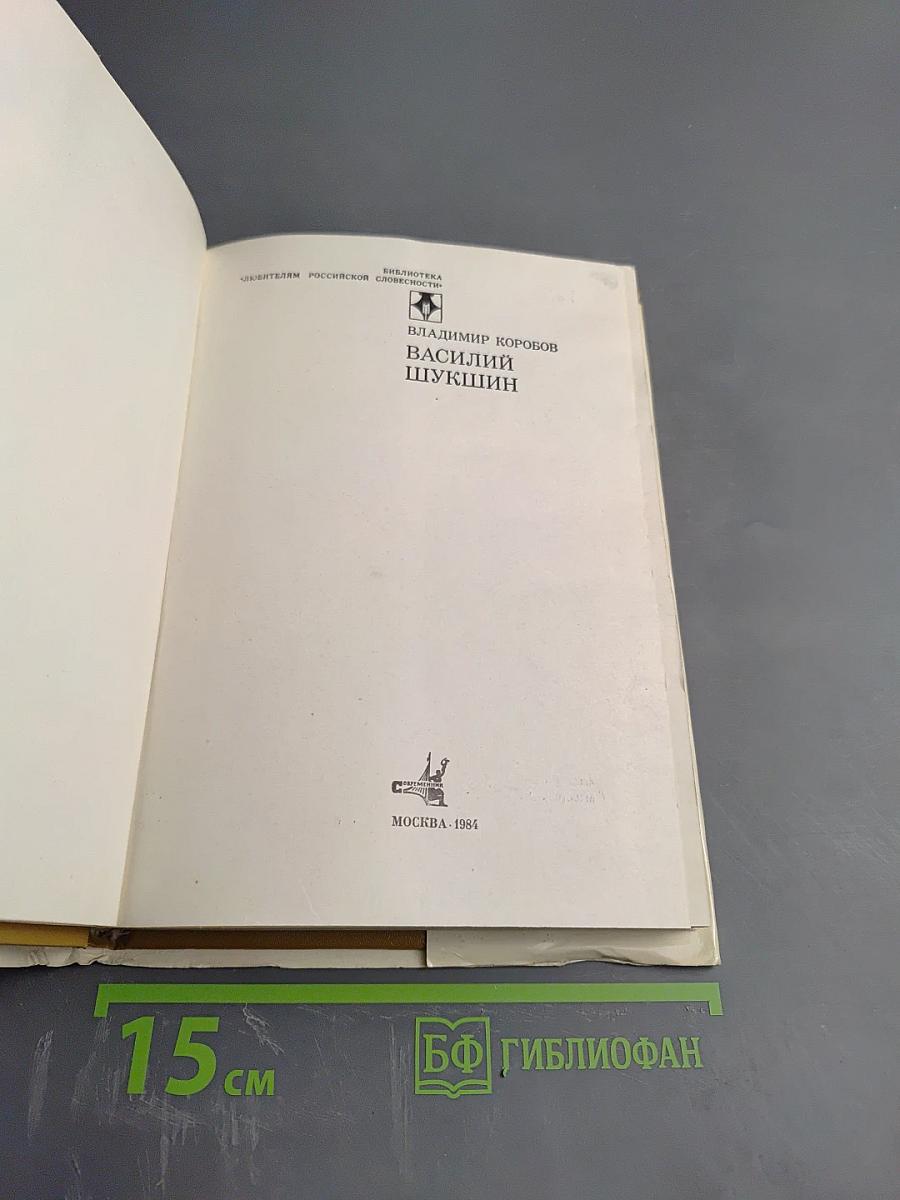 БИБЛИОТЕКА
«ЛЮБИТЕЛЯМ РОССИЙСКОЙ СЛОВЕСНОСТИ»
ВЛАДИМИР КОРОБОВ
ВАСИЛИЙ
ШУКШИН
СОВРЕМЕННИК
МОСКВА · 1984
15 см
БФ ГИБЛИОФАН